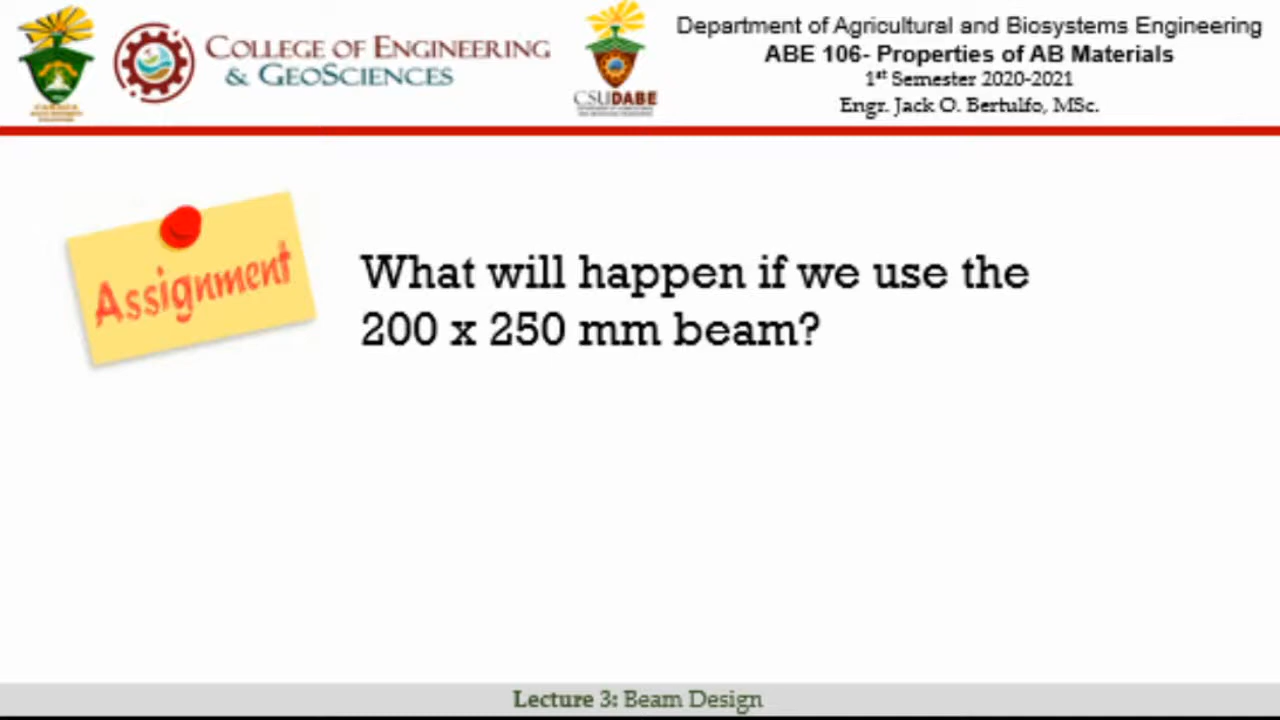 COLLEGE OF ENGINEERING
& GEOSCIENCES
CSUDABE
Department of Agricultural and Biosystems Engineering
ABE 106- Properties of AB Materials
1st Semester 2020-2021
Engr. Jack O. Bertulfo, MSc.
Assignment
What will happen if we use the
200 x 250 mm beam?
Lecture 3: Beam Design